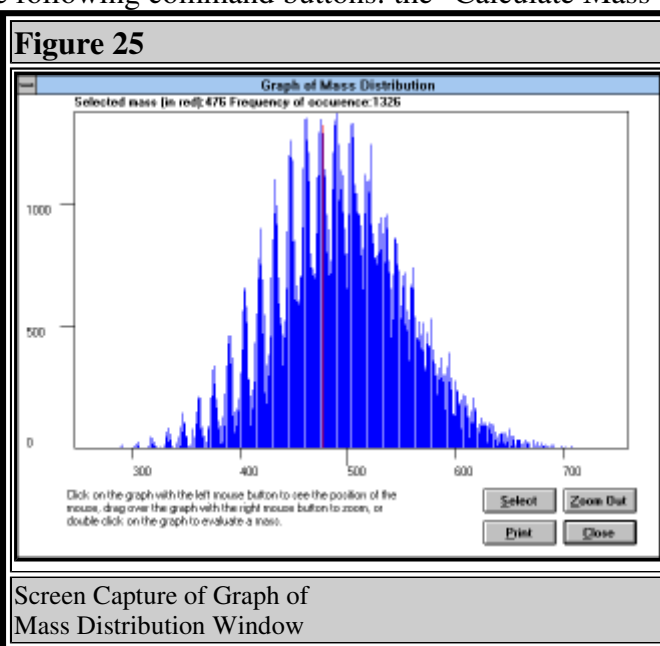 following command buttons: the "Calculate Mass
Figure 25
Graph of Mass Distribution
Selected mass (in red):476 Frequency of occurence:1326
1000
500
0
300 400 500 600 700
Click on the graph with the left mouse button to see the position of the
mouse, drag over the graph with the right mouse button to zoom, or
double click on the graph to evaluate a mass.
Select Zoom Out
Print Close
Screen Capture of Graph of
Mass Distribution Window